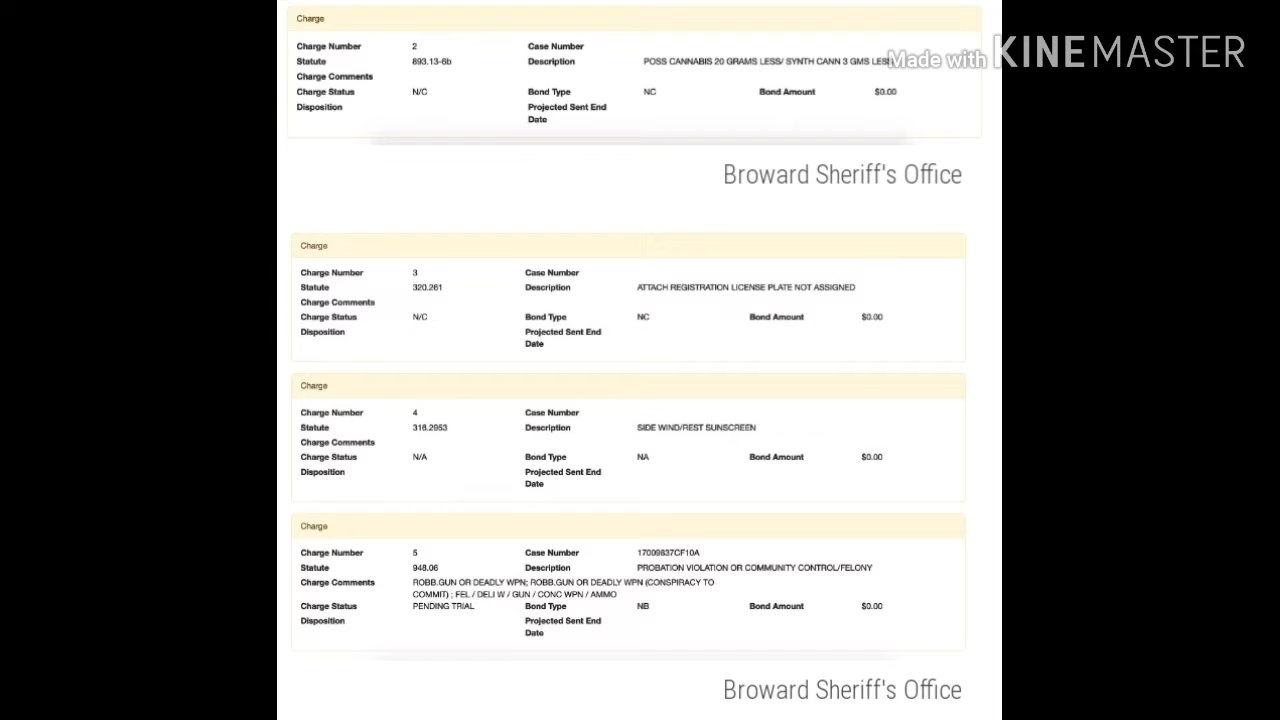 Charge
Made with KINEMASTER
Charge Number 2 Case Number
Statute 893.13-6b Description POSS CANNABIS 20 GRAMS LESS/ SYNTH CANN 3 GMS LESS
Charge Comments
Charge Status N/C Bond Type NC Bond Amount $0.00
Disposition Projected Sent End
Date
Broward Sheriff's Office
Charge
Charge Number 3 Case Number
Statute 320.261 Description ATTACH REGISTRATION LICENSE PLATE NOT ASSIGNED
Charge Comments
Charge Status N/C Bond Type NC Bond Amount $0.00
Disposition Projected Sent End
Date
Charge
Charge Number 4 Case Number
Statute 316.2953 Description SIDE WIND/REST SUNSCREEN
Charge Comments
Charge Status N/A Bond Type NA Bond Amount $0.00
Disposition Projected Sent End
Date
Charge
Charge Number 5 Case Number 17009837CF10A
Statute 948.06 Description PROBATION VIOLATION OR COMMUNITY CONTROL/FELONY
Charge Comments ROBB.GUN OR DEADLY WPN; ROBB.GUN OR DEADLY WPN (CONSPIRACY TO
COMMIT) ; FEL / DELI W / GUN / CONC WPN / AMMO
Charge Status PENDING TRIAL Bond Type NB Bond Amount $0.00
Disposition Projected Sent End
Date
Broward Sheriff's Office